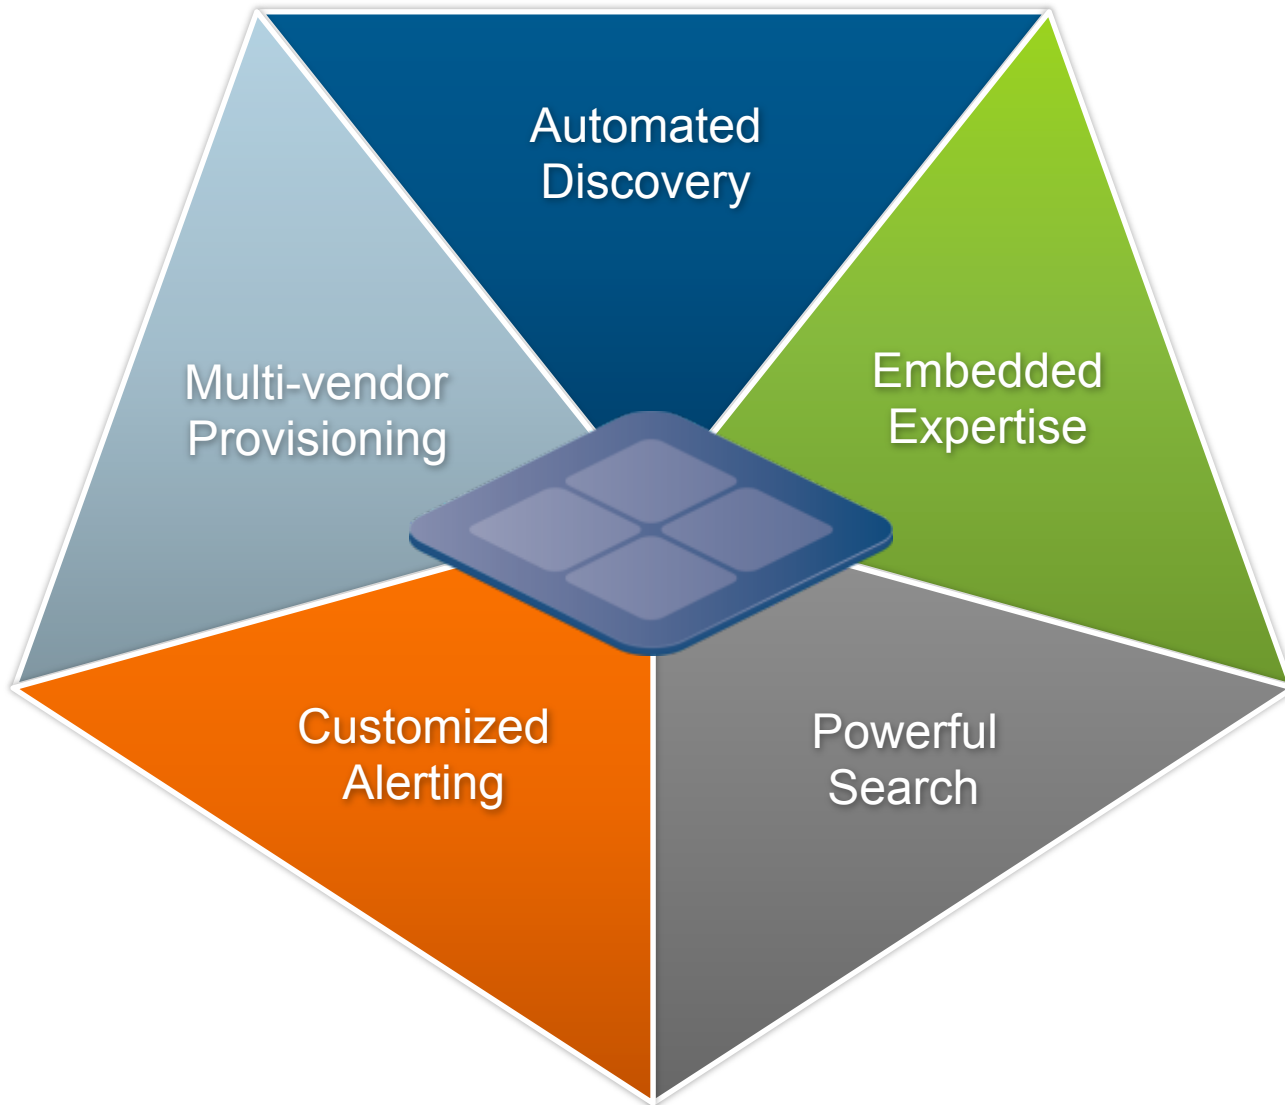 Automated
Discovery
Multi-vendor
Provisioning
Embedded
Expertise
Customized
Alerting
Powerful
Search